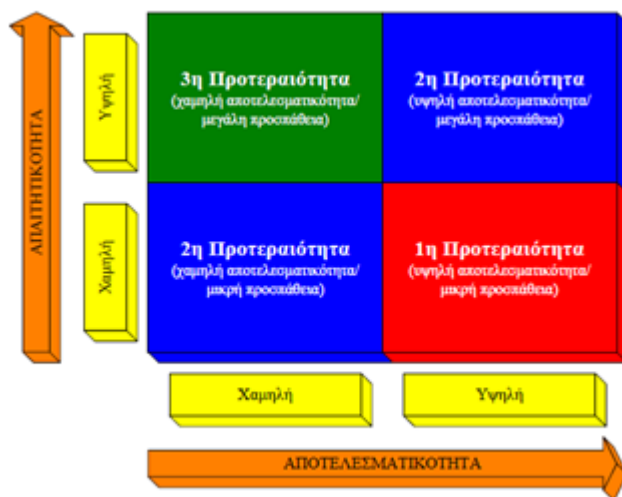 ΑΠΑΙΤΗΤΙΚΟΤΗΤΑ
Υψηλή
3η Προτεραιότητα
(χαμηλή αποτελεσματικότητα/
μεγάλη προσπάθεια)
2η Προτεραιότητα
(υψηλή αποτελεσματικότητα/
μεγάλη προσπάθεια)
Χαμηλή
2η Προτεραιότητα
(χαμηλή αποτελεσματικότητα/
μικρή προσπάθεια)
1η Προτεραιότητα
(υψηλή αποτελεσματικότητα/
μικρή προσπάθεια)
Χαμηλή
Υψηλή
ΑΠΟΤΕΛΕΣΜΑΤΙΚΟΤΗΤΑ